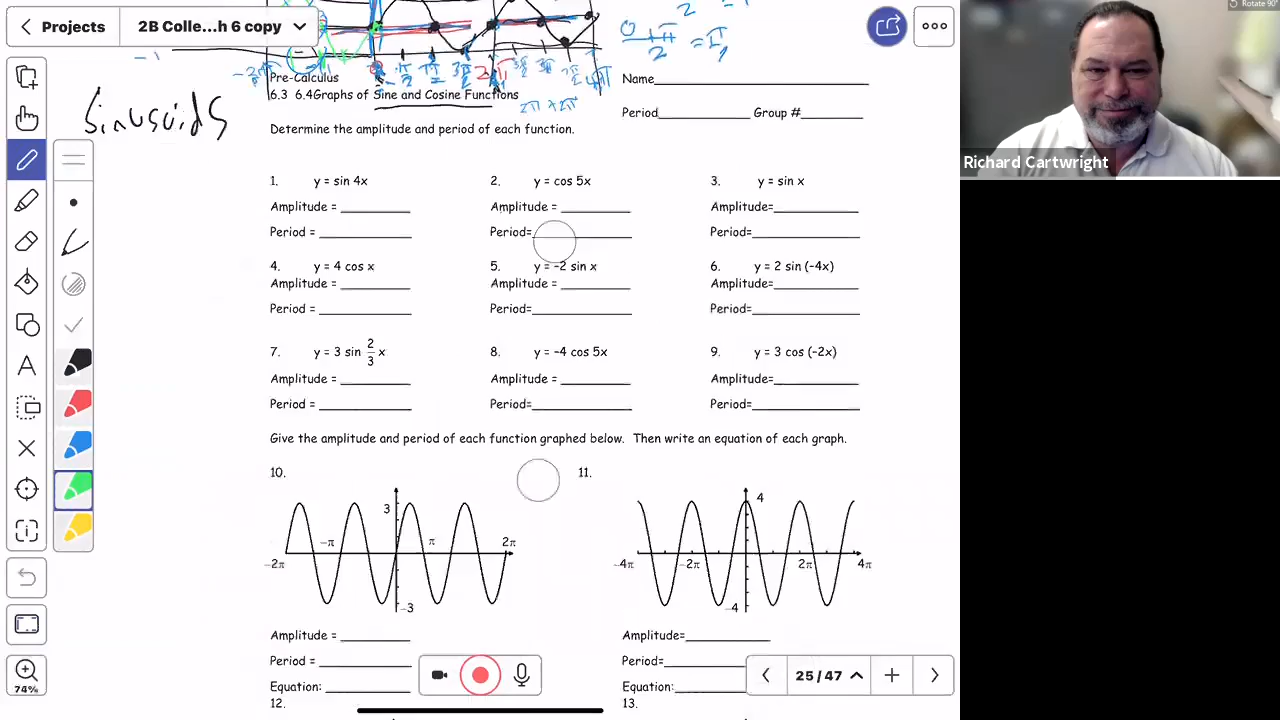 Projects 2B Colle...h 6 copy
Rotate 90°
Pre-Calculus
6.3 6.4Graphs of Sine and Cosine Functions
Name
Period Group #
Sinusoids
Determine the amplitude and period of each function.
1. y = sin 4x 2. y = cos 5x 3. y = sin x
Amplitude = Amplitude = Amplitude=
Period = Period= Period=
4. y = 4 cos x 5. y = -2 sin x 6. y = 2 sin (-4x)
Amplitude = Amplitude = Amplitude=
Period = Period= Period=
7. y = 3 sin 2/3 x 8. y = -4 cos 5x 9. y = 3 cos (-2x)
Amplitude = Amplitude = Amplitude=
Period = Period= Period=
Give the amplitude and period of each function graphed below. Then write an equation of each graph.
10. 11.
3 4
-π π 2π
-2π -4π -2π 2π 4π
-3 -4
Amplitude = Amplitude=
Period = Period=
Equation: Equation:
12. 13.
74%
25/47
Richard Cartwright